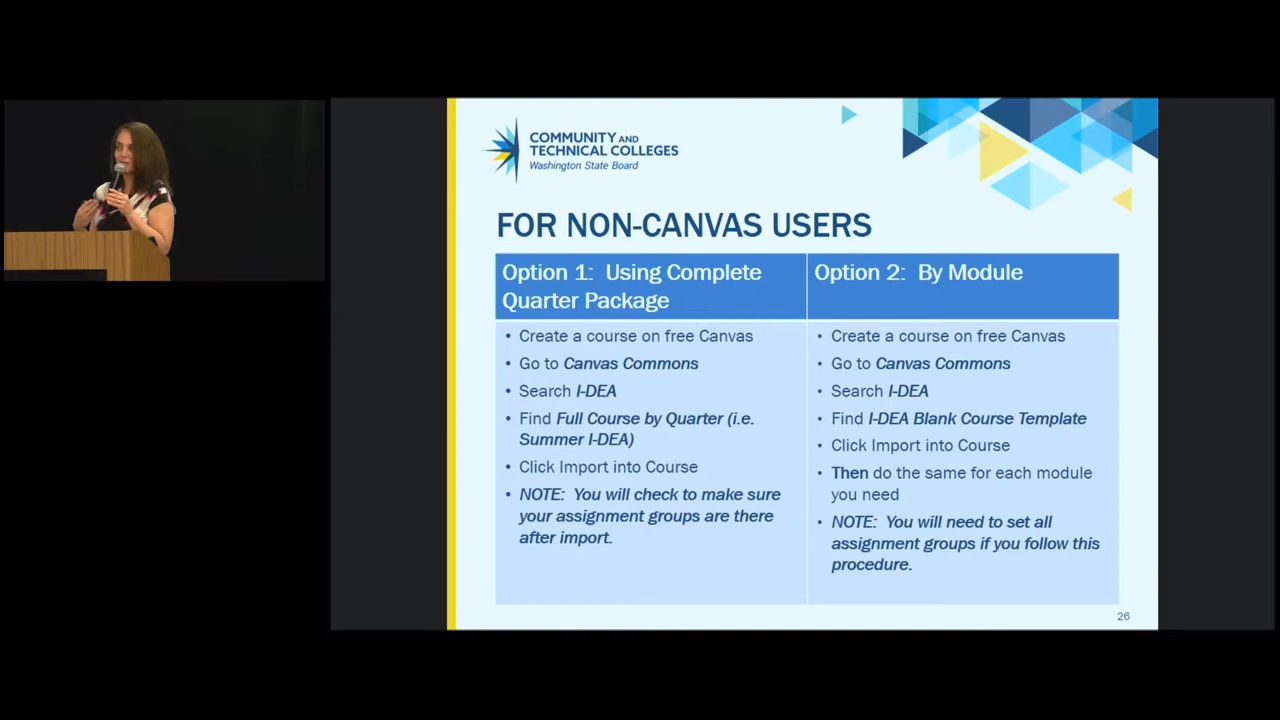 COMMUNITY AND
TECHNICAL COLLEGES
Washington State Board
FOR NON-CANVAS USERS
Option 1:  Using Complete
Quarter Package
• Create a course on free Canvas
• Go to Canvas Commons
• Search I-DEA
• Find Full Course by Quarter (i.e.
Summer I-DEA)
• Click Import into Course
• NOTE:  You will check to make sure
your assignment groups are there
after import.
Option 2:  By Module
• Create a course on free Canvas
• Go to Canvas Commons
• Search I-DEA
• Find I-DEA Blank Course Template
• Click Import into Course
• Then do the same for each module
you need
• NOTE:  You will need to set all
assignment groups if you follow this
procedure.
26